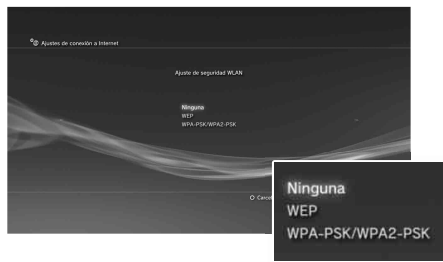 Ajustes de conexión a Internet
Ajuste de seguridad WLAN
Ninguna
WEP
WPA-PSK/WPA2-PSK
Ninguna
WEP
WPA-PSK/WPA2-PSK